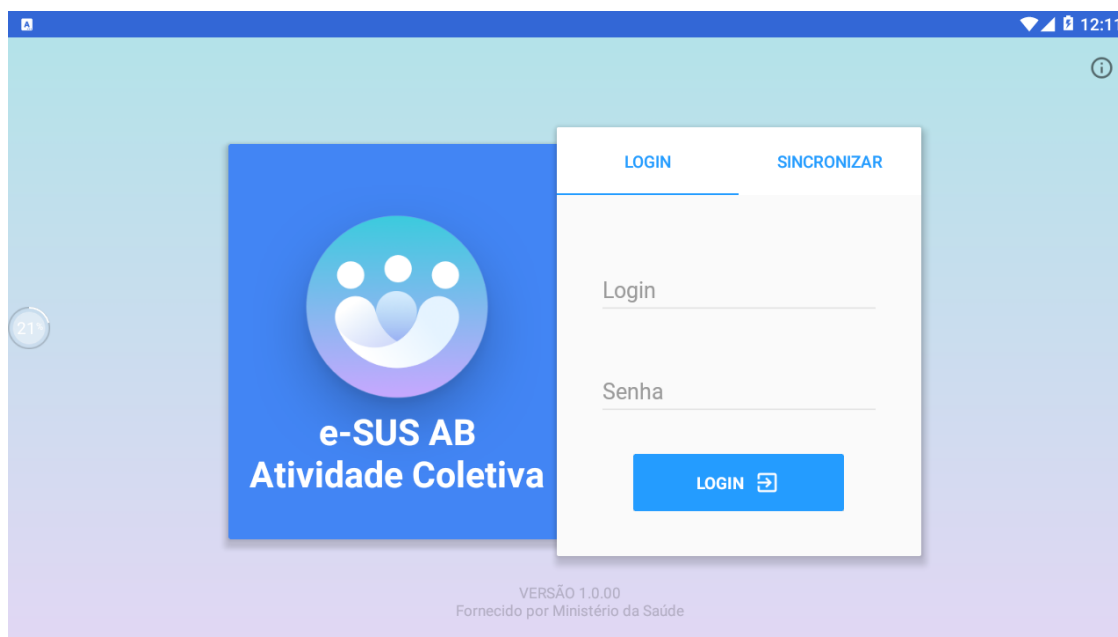 A
12:11
LOGIN
SINCRONIZAR
Login
21%
Senha
e-SUS AB
Atividade Coletiva
LOGIN
VERSÃO 1.0.00
Fornecido por Ministério da Saúde